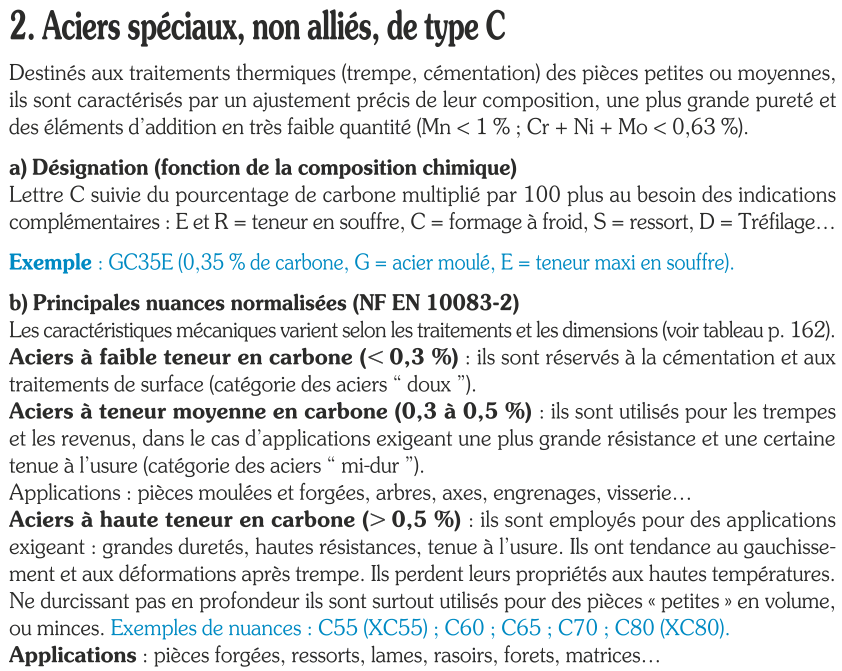 2. Aciers spéciaux, non alliés, de type C
Destinés aux traitements thermiques (trempe, cémentation) des pièces petites ou moyennes,
ils sont caractérisés par un ajustement précis de leur composition, une plus grande pureté et
des éléments d'addition en très faible quantité (Mn < 1 % ; Cr + Ni + Mo < 0,63 %).
a) Désignation (fonction de la composition chimique)
Lettre C suivie du pourcentage de carbone multiplié par 100 plus au besoin des indications
complémentaires : E et R = teneur en souffre, C = formage à froid, S = ressort, D = Tréfilage…
Exemple : GC35E (0,35 % de carbone, G = acier moulé, E = teneur maxi en souffre).
b) Principales nuances normalisées (NF EN 10083-2)
Les caractéristiques mécaniques varient selon les traitements et les dimensions (voir tableau p. 162).
Aciers à faible teneur en carbone (< 0,3 %) : ils sont réservés à la cémentation et aux
traitements de surface (catégorie des aciers “ doux ”).
Aciers à teneur moyenne en carbone (0,3 à 0,5 %) : ils sont utilisés pour les trempes
et les revenus, dans le cas d'applications exigeant une plus grande résistance et une certaine
tenue à l'usure (catégorie des aciers “ mi-dur ”).
Applications : pièces moulées et forgées, arbres, axes, engrenages, visserie…
Aciers à haute teneur en carbone (> 0,5 %) : ils sont employés pour des applications
exigeant : grandes duretés, hautes résistances, tenue à l'usure. Ils ont tendance au gauchisse-
ment et aux déformations après trempe. Ils perdent leurs propriétés aux hautes températures.
Ne durcissant pas en profondeur ils sont surtout utilisés pour des pièces « petites » en volume,
ou minces. Exemples de nuances : C55 (XC55) ; C60 ; C65 ; C70 ; C80 (XC80).
Applications : pièces forgées, ressorts, lames, rasoirs, forets, matrices…